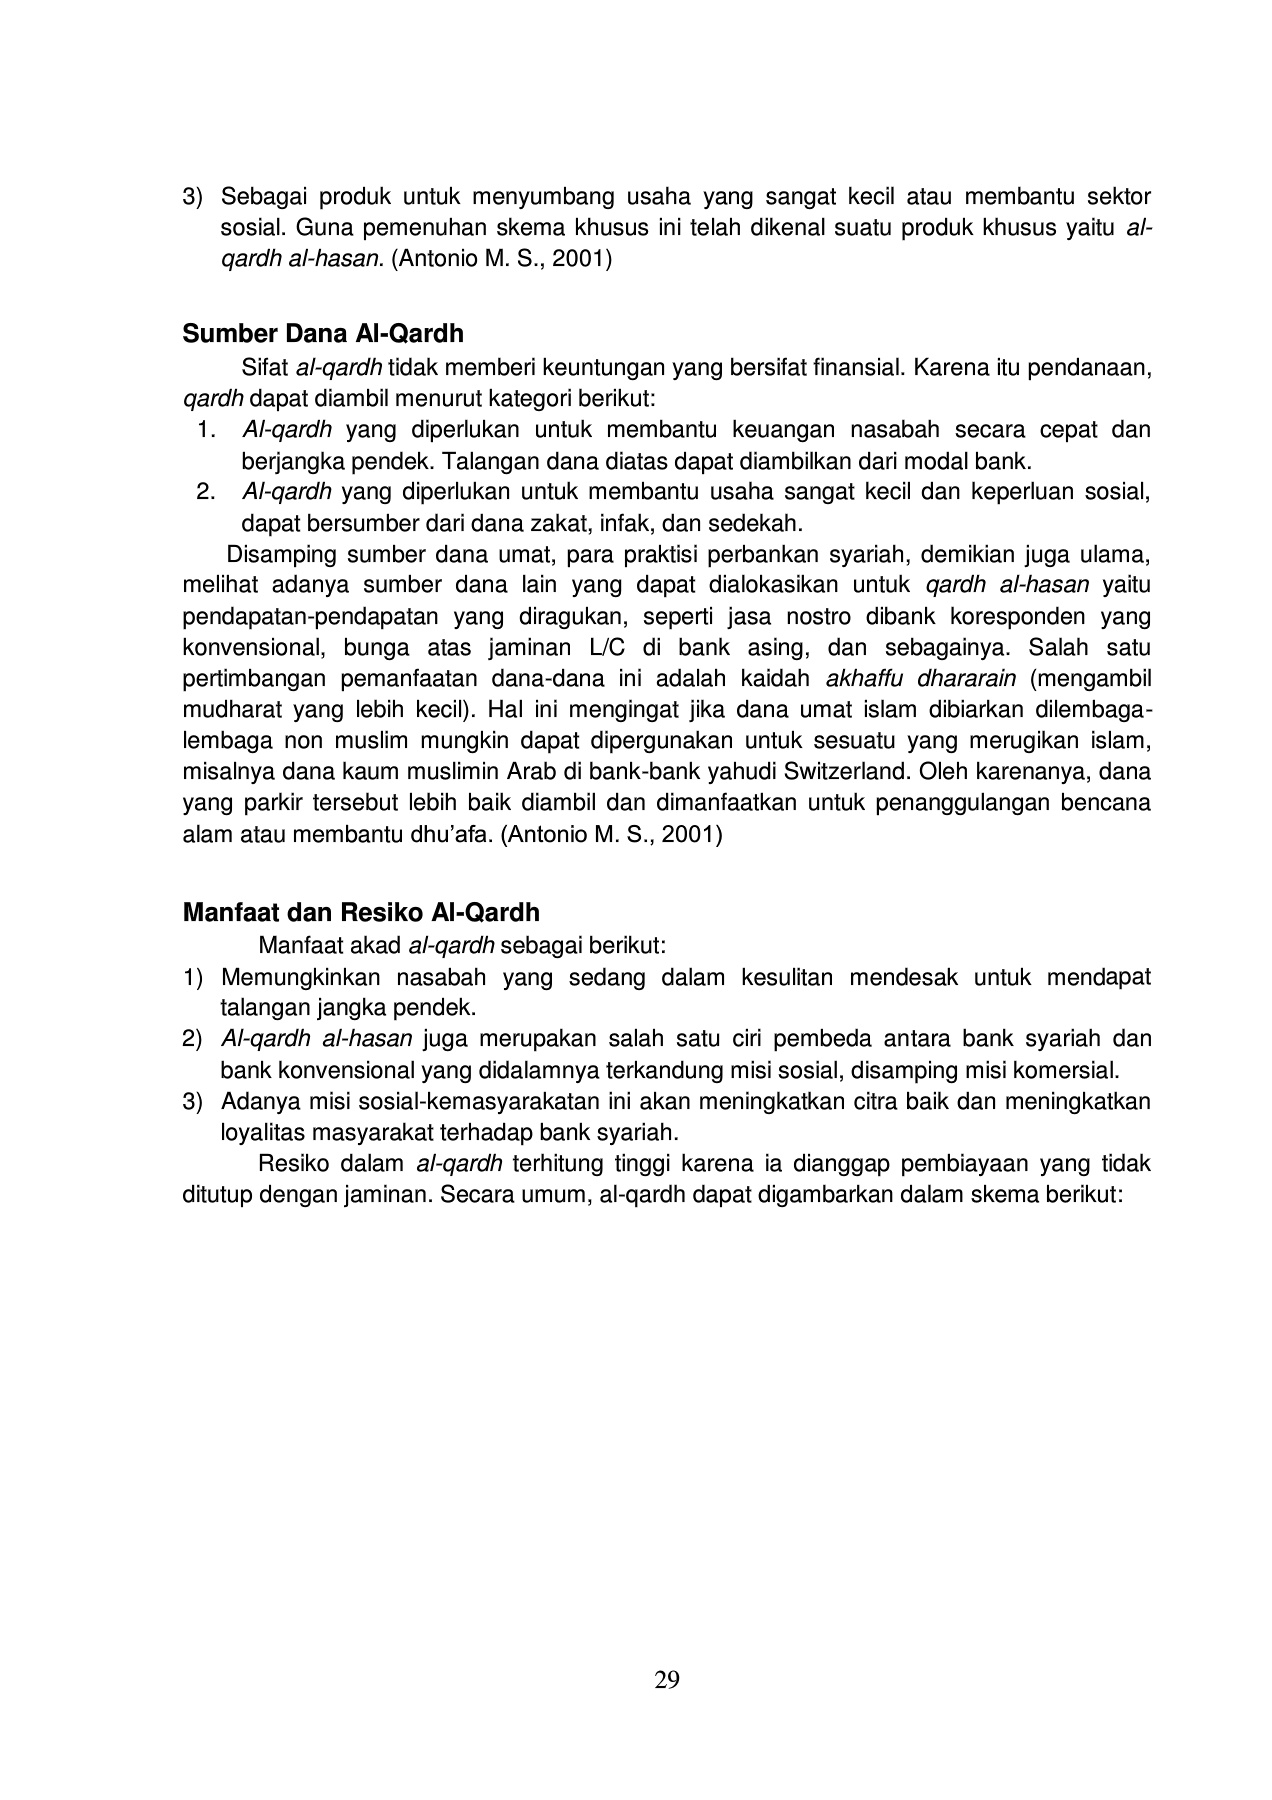 3) Sebagai produk untuk menyumbang usaha yang sangat kecil atau membantu sektor
sosial. Guna pemenuhan skema khusus ini telah dikenal suatu produk khusus yaitu al-
qardh al-hasan. (Antonio M. S., 2001)
Sumber Dana Al-Qardh
Sifat al-qardh tidak memberi keuntungan yang bersifat finansial. Karena itu pendanaan,
qardh dapat diambil menurut kategori berikut:
1. Al-qardh yang diperlukan untuk membantu keuangan nasabah secara cepat dan
berjangka pendek. Talangan dana diatas dapat diambilkan dari modal bank.
2. Al-qardh yang diperlukan untuk membantu usaha sangat kecil dan keperluan sosial,
dapat bersumber dari dana zakat, infak, dan sedekah.
Disamping sumber dana umat, para praktisi perbankan syariah, demikian juga ulama,
melihat adanya sumber dana lain yang dapat dialokasikan untuk qardh al-hasan yaitu
pendapatan-pendapatan yang diragukan, seperti jasa nostro dibank koresponden yang
konvensional, bunga atas jaminan L/C di bank asing, dan sebagainya. Salah satu
pertimbangan pemanfaatan dana-dana ini adalah kaidah akhaffu dhararain (mengambil
mudharat yang lebih kecil). Hal ini mengingat jika dana umat islam dibiarkan dilembaga-
lembaga non muslim mungkin dapat dipergunakan untuk sesuatu yang merugikan islam,
misalnya dana kaum muslimin Arab di bank-bank yahudi Switzerland. Oleh karenanya, dana
yang parkir tersebut lebih baik diambil dan dimanfaatkan untuk penanggulangan bencana
alam atau membantu dhu’afa. (Antonio M. S., 2001)
Manfaat dan Resiko Al-Qardh
Manfaat akad al-qardh sebagai berikut:
1) Memungkinkan nasabah yang sedang dalam kesulitan mendesak untuk mendapat
talangan jangka pendek.
2) Al-qardh al-hasan juga merupakan salah satu ciri pembeda antara bank syariah dan
bank konvensional yang didalamnya terkandung misi sosial, disamping misi komersial.
3) Adanya misi sosial-kemasyarakatan ini akan meningkatkan citra baik dan meningkatkan
loyalitas masyarakat terhadap bank syariah.
Resiko dalam al-qardh terhitung tinggi karena ia dianggap pembiayaan yang tidak
ditutup dengan jaminan. Secara umum, al-qardh dapat digambarkan dalam skema berikut:
29